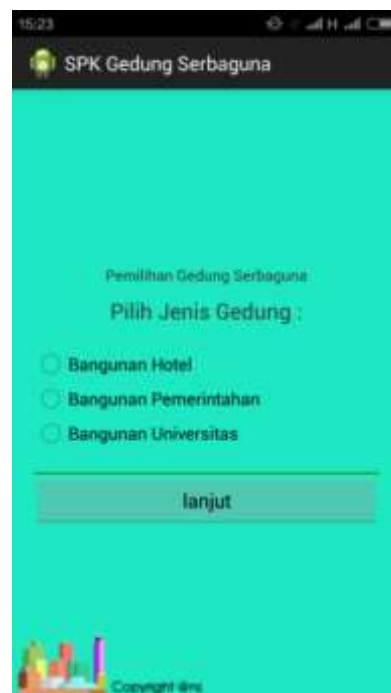 15:23 H
SPK Gedung Serbaguna
Pemilihan Gedung Serbaguna
Pilih Jenis Gedung :
Bangunan Hotel
Bangunan Pemerintahan
Bangunan Universitas
lanjut
Copyright